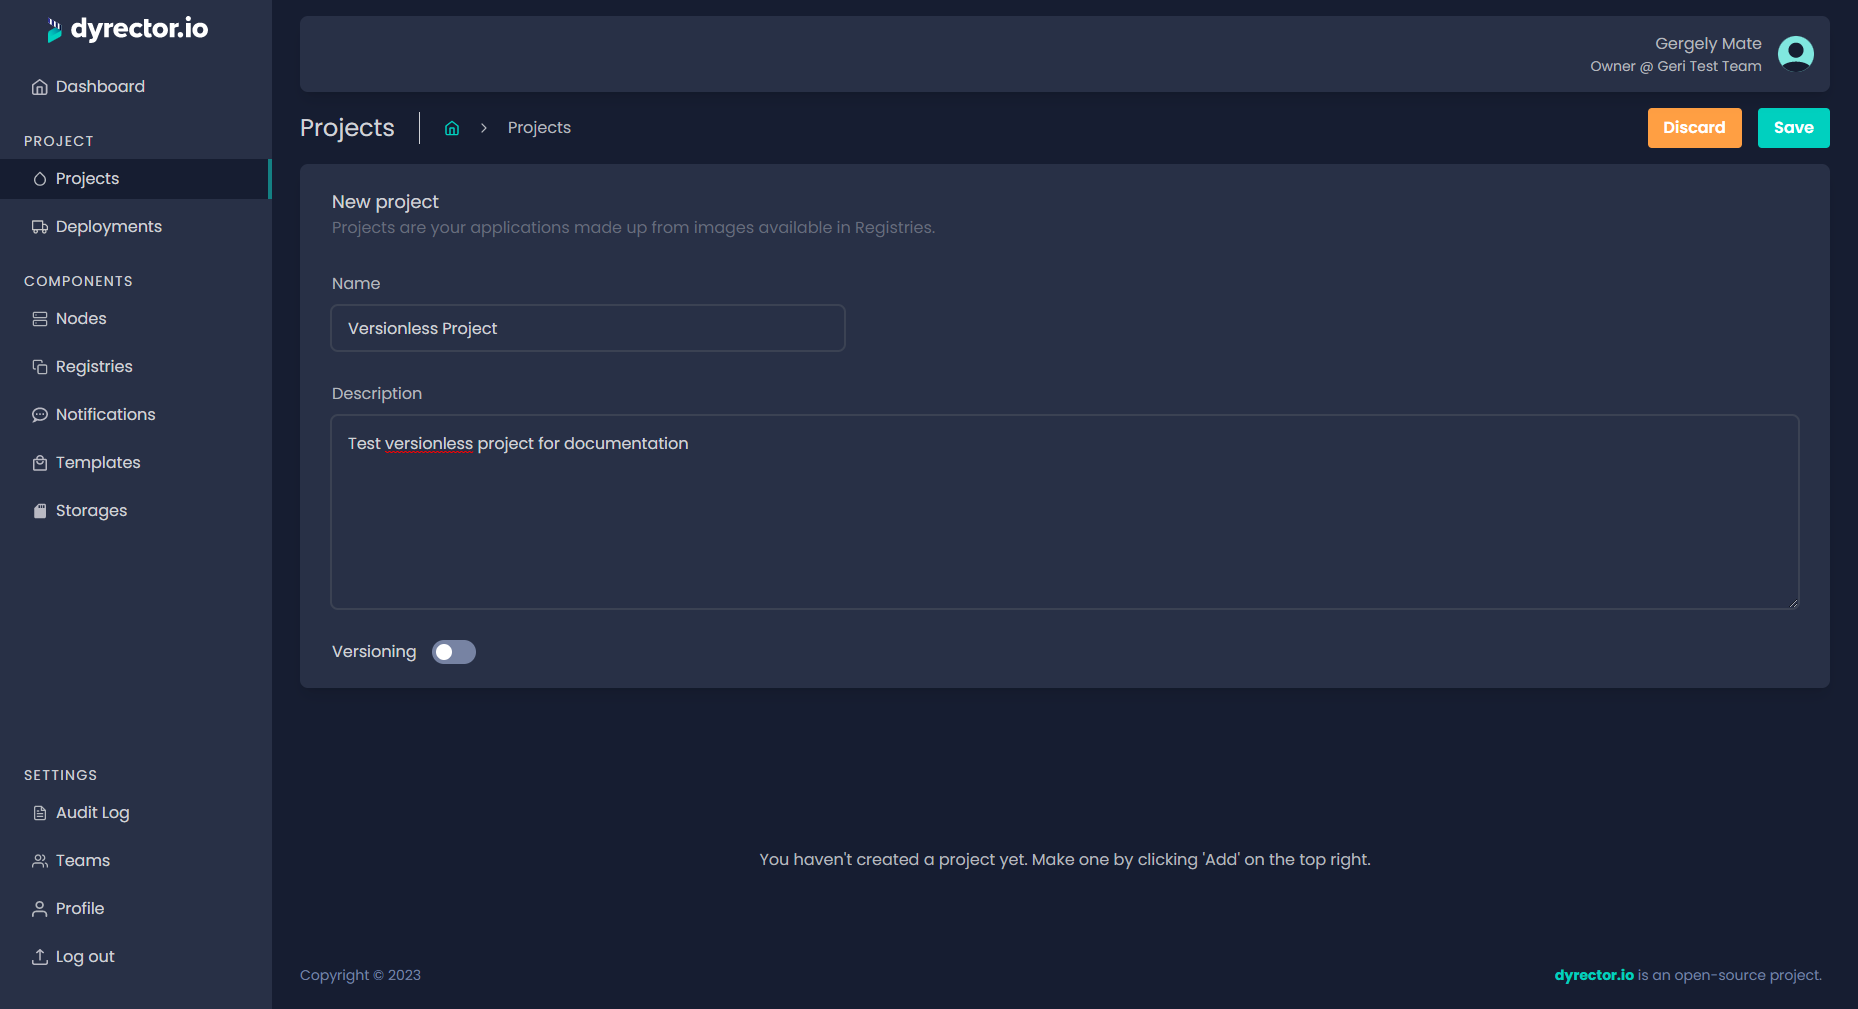 dyrector.io
Dashboard
PROJECT
Projects
Deployments
COMPONENTS
Nodes
Registries
Notifications
Templates
Storages
SETTINGS
Audit Log
Teams
Profile
Log out
Gergely Mate
Owner @ Geri Test Team
Projects
Projects
Discard
Save
New project
Projects are your applications made up from images available in Registries.
Name
Versionless Project
Description
Test versionless project for documentation
Versioning
You haven't created a project yet. Make one by clicking 'Add' on the top right.
Copyright © 2023
dyrector.io is an open-source project.